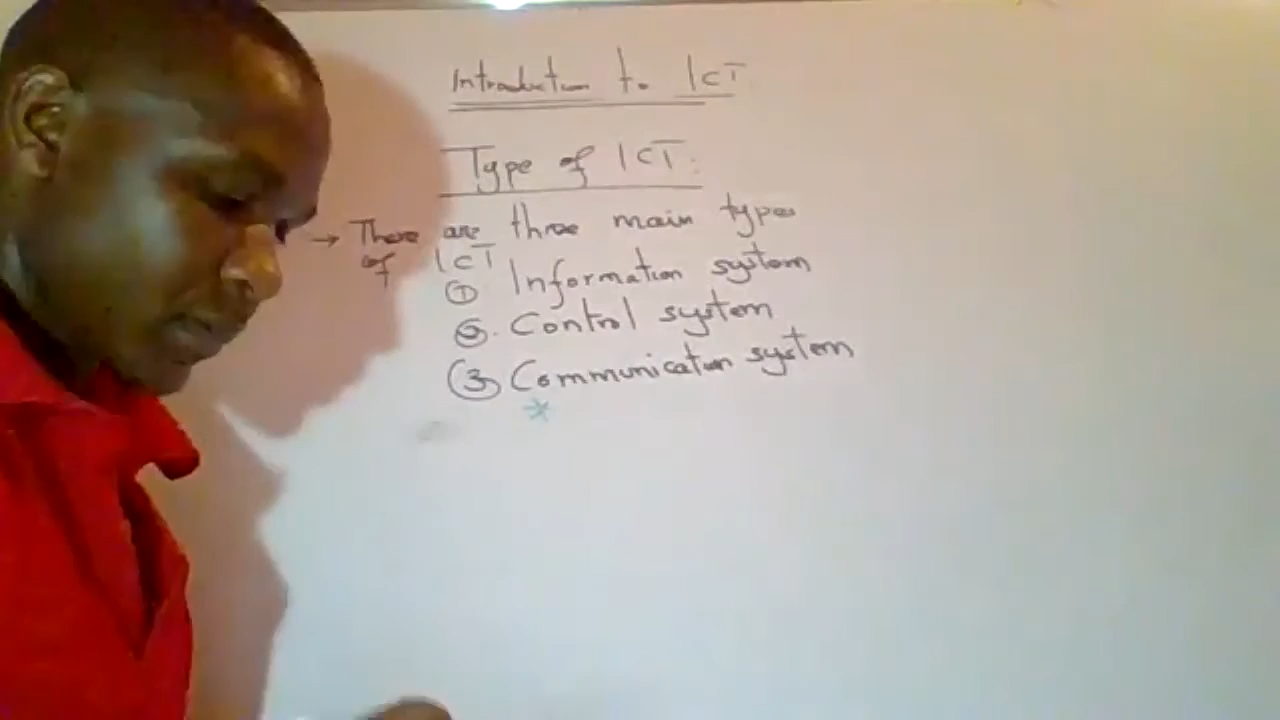 Introduction to ICT
Type of ICT:
→ There are three main types
of ICT
① Information system
②. Control system
③ Communication system
*